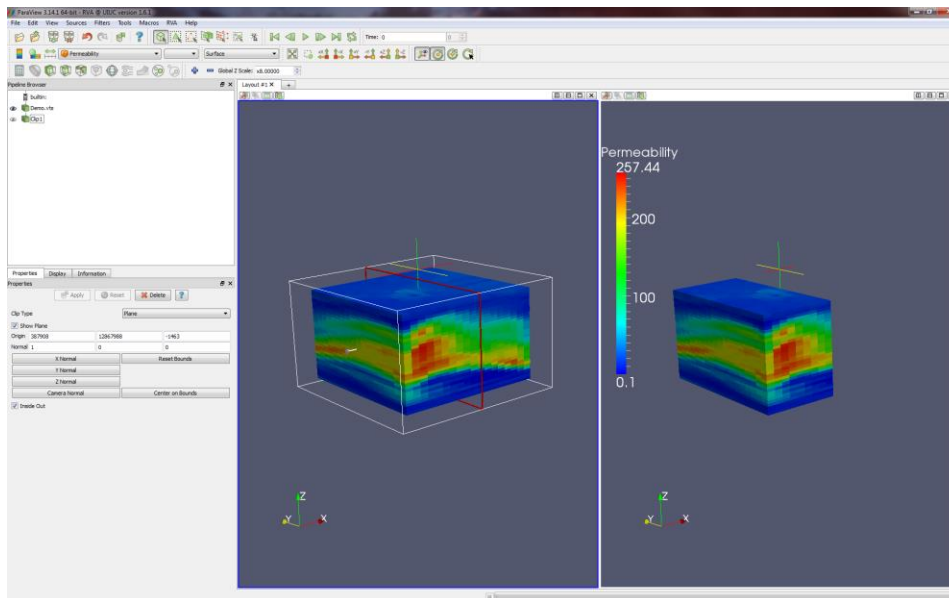 ParaView 3.14.1 64-bit - RVA @ UIUC version 1.6.1
File Edit View Sources Filters Tools Macros RVA Help
Time: 0 0
Permeability Surface
Global Z Scale: x8.00000
Pipeline Browser
Layout #1
builtin:
Demo.vts
Clip1
Permeability
257.44
200
100
0.1
Properties Display Information
Properties
Apply Reset Delete ?
Clip Type Plane
Show Plane
Origin 387908 12867988 -1463
Normal 1 0 0
X Normal Reset Bounds
Y Normal
Z Normal
Camera Normal Center on Bounds
Inside Out
Z Z
Y X Y X